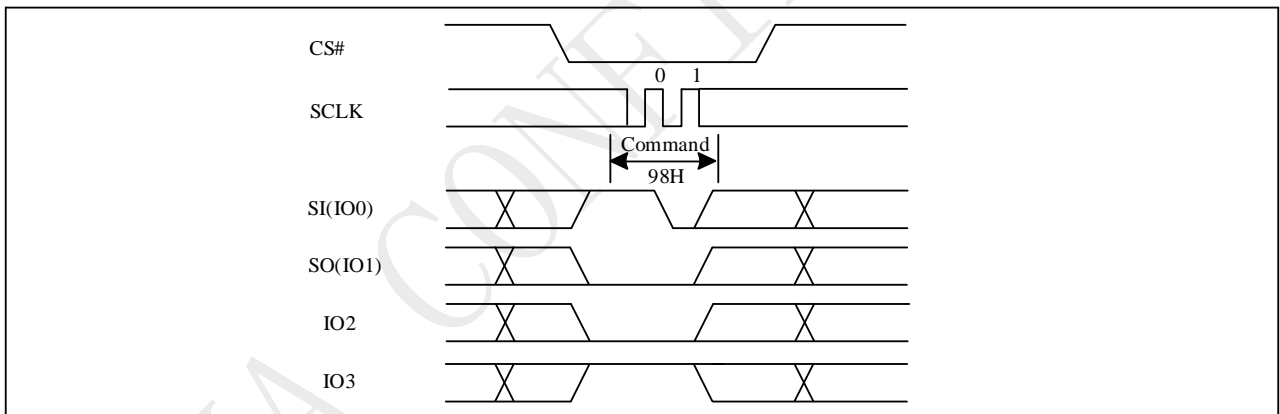 CS#
0 1
SCLK
Command
98H
SI(IO0)
SO(IO1)
IO2
IO3